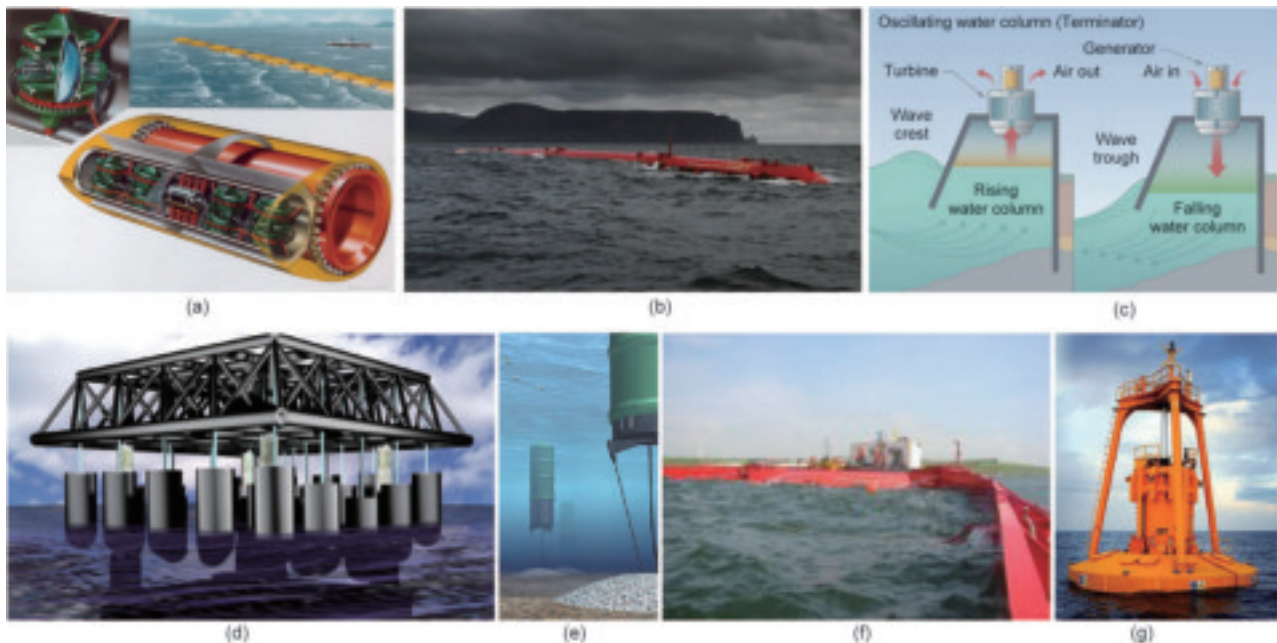 Oscillating water column (Terminator)
Generator
Turbine
Air out
Air in
Wave
crest
Wave
trough
Rising
water column
Falling
water column
(a)
(b)
(c)
(d)
(e)
(f)
(g)